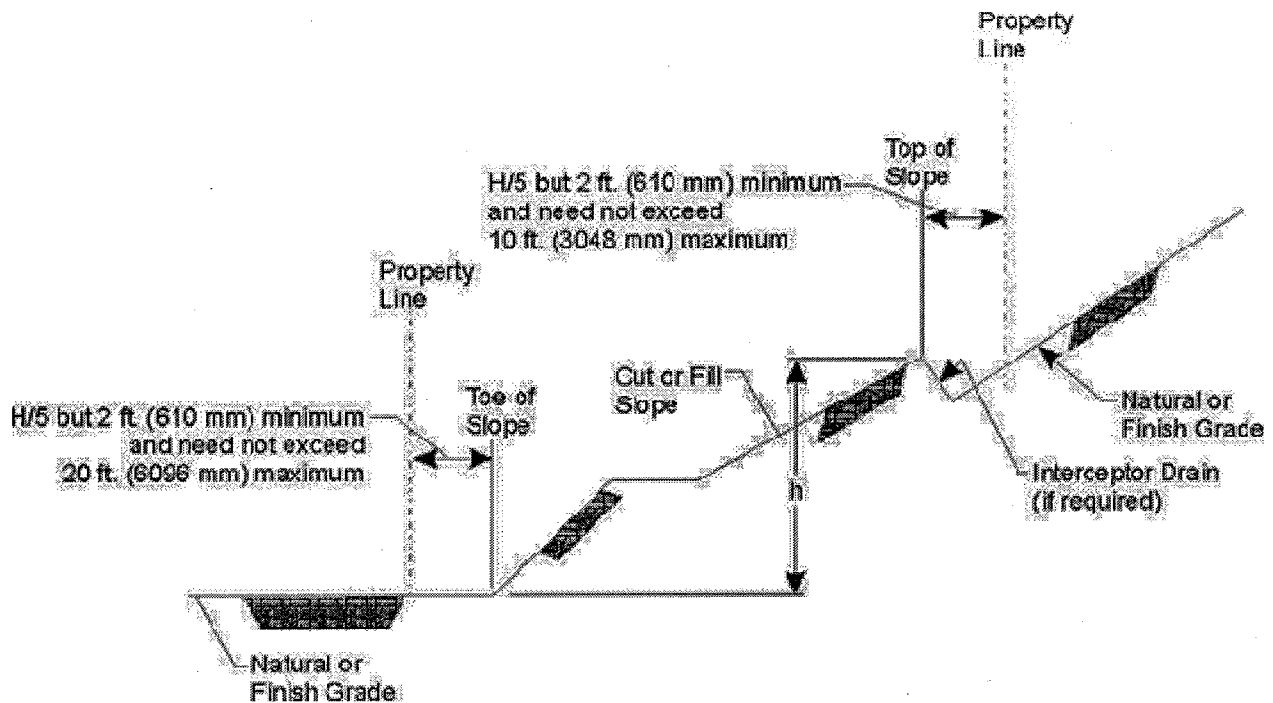 Property
Line
Top of
Slope
H/5 but 2 ft. (610 mm) minimum
and need not exceed
10 ft. (3048 mm) maximum
Property
Line
Cut or Fill
Slope
Toe of
Slope
H/5 but 2 ft. (610 mm) minimum
and need not exceed
20 ft. (6096 mm) maximum
Natural or
Finish Grade
h
Interceptor Drain
(if required)
Natural or
Finish Grade